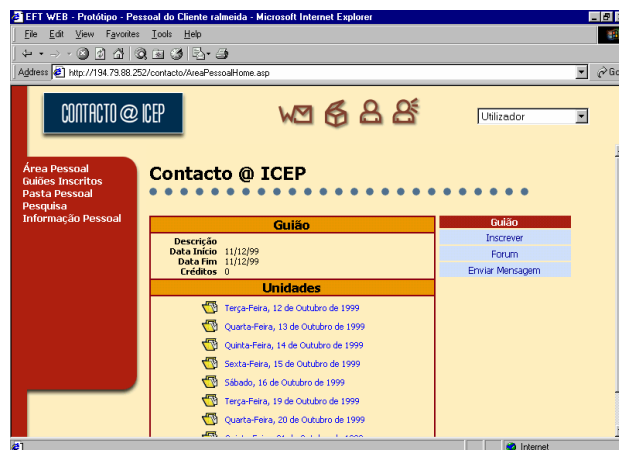 EFT WEB - Protótipo - Pessoal do Cliente ralmeida - Microsoft Internet Explorer
File Edit View Favorites Tools Help
Address http://194.79.88.252/contacto/AreaPessoalHome.asp Go
CONTACTO @ ICEP
Utilizador
Área Pessoal
Guiões Inscritos
Pasta Pessoal
Pesquisa
Informação Pessoal
Contacto @ ICEP
Guião
Descrição
Data Início 11/12/99
Data Fim 11/12/99
Créditos 0
Unidades
Terça-Feira, 12 de Outubro de 1999
Quarta-Feira, 13 de Outubro de 1999
Quinta-Feira, 14 de Outubro de 1999
Sexta-Feira, 15 de Outubro de 1999
Sábado, 16 de Outubro de 1999
Terça-Feira, 19 de Outubro de 1999
Quarta-Feira, 20 de Outubro de 1999
Guião
Inscrever
Forum
Enviar Mensagem
Internet